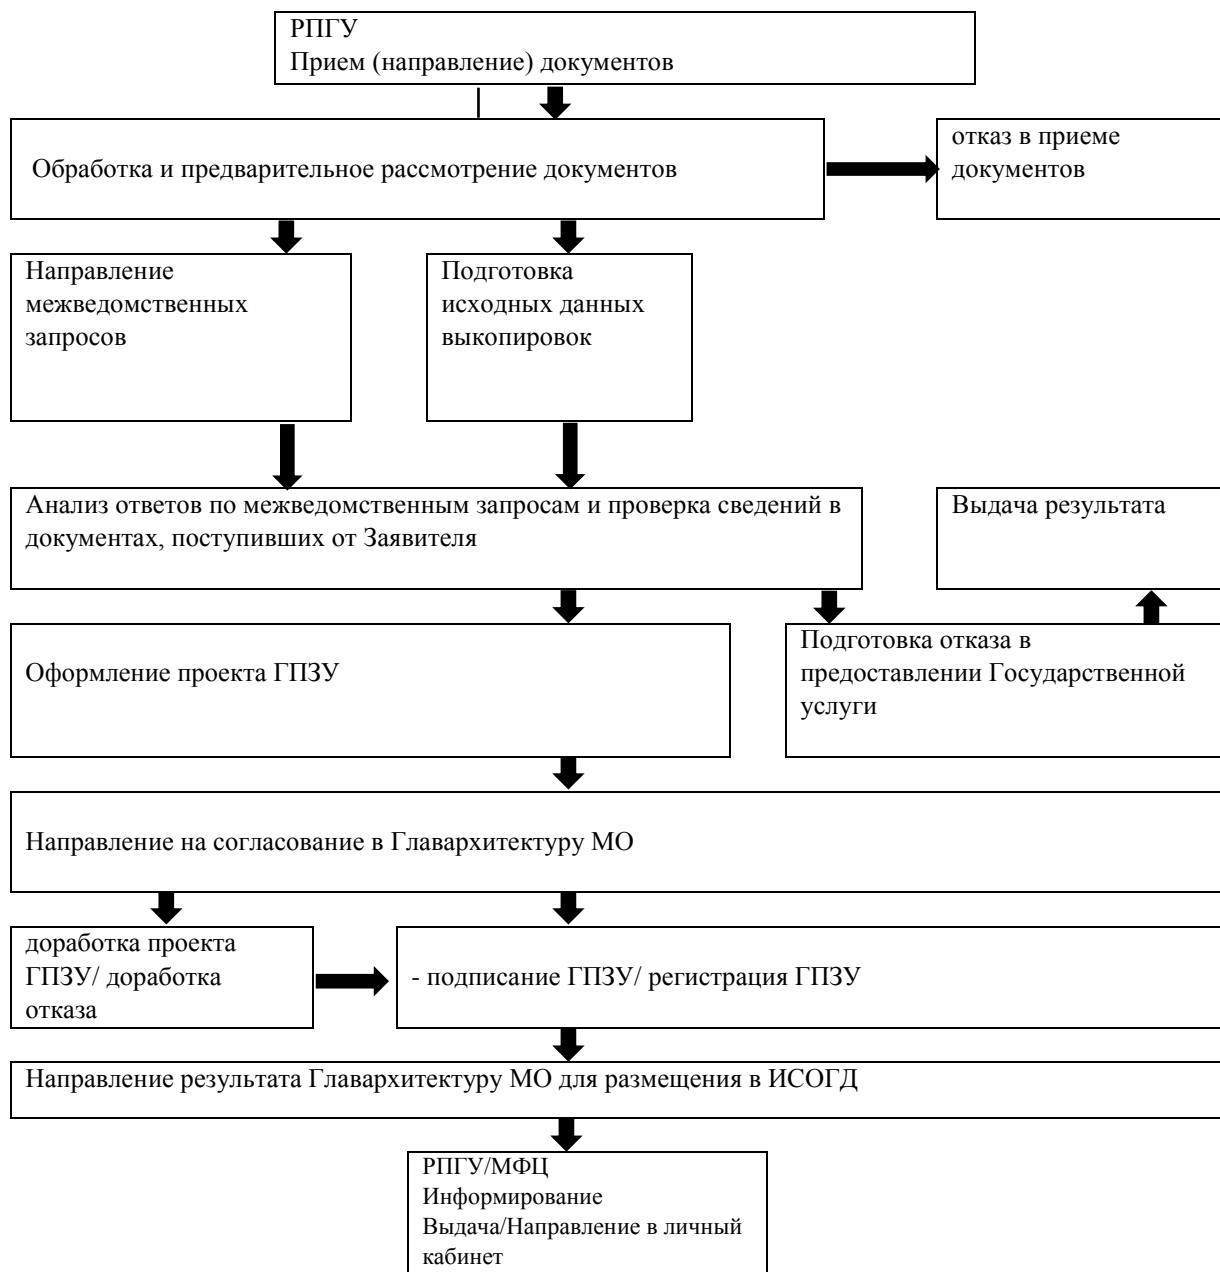 РПГУ
Прием (направление) документов
Обработка и предварительное рассмотрение документов
отказ в приеме
документов
Направление
межведомственных
запросов
Подготовка
исходных данных
выкопировок
Анализ ответов по межведомственным запросам и проверка сведений в
документах, поступивших от Заявителя
Выдача результата
Оформление проекта ГПЗУ
Подготовка отказа в
предоставлении Государственной
услуги
Направление на согласование в Главархитектуру МО
доработка проекта
ГПЗУ/ доработка
отказа
- подписание ГПЗУ/ регистрация ГПЗУ
Направление результата Главархитектуру МО для размещения в ИСОГД
РПГУ/МФЦ
Информирование
Выдача/Направление в личный
кабинет